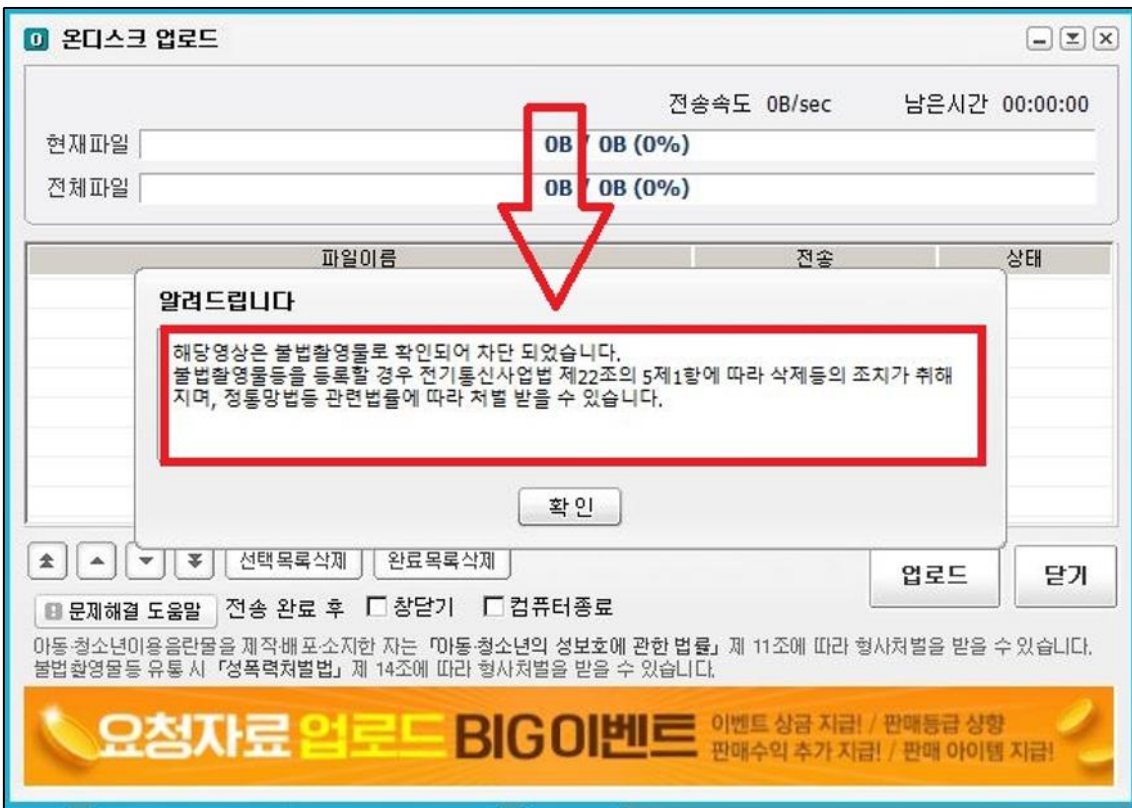 온디스크 업로드
전송속도 0B/sec 남은시간 00:00:00
현재파일 0B / 0B (0%)
전체파일 0B / 0B (0%)
파일이름 전송 상태
알려드립니다
해당영상은 불법촬영물로 확인되어 차단 되었습니다.
불법촬영물등을 등록할 경우 전기통신사업법 제22조의 5제1항에 따라 삭제등의 조치가 취해
지며, 정통망법등 관련법률에 따라 처벌 받을 수 있습니다.
확인
선택목록삭제 완료목록삭제 업로드 닫기
문제해결 도움말 전송 완료 후 창닫기 컴퓨터종료
아동·청소년이용음란물을 제작·배포·소지한 자는 「아동·청소년의 성보호에 관한 법률」 제 11조에 따라 형사처벌을 받을 수 있습니다.
불법촬영물등 유통 시 「성폭력처벌법」 제 14조에 따라 형사처벌을 받을 수 있습니다.
요청자료 업로드 BIG이벤트
이벤트 상금 지급! / 판매등급 상향
판매수익 추가 지급! / 판매 아이템 지급!